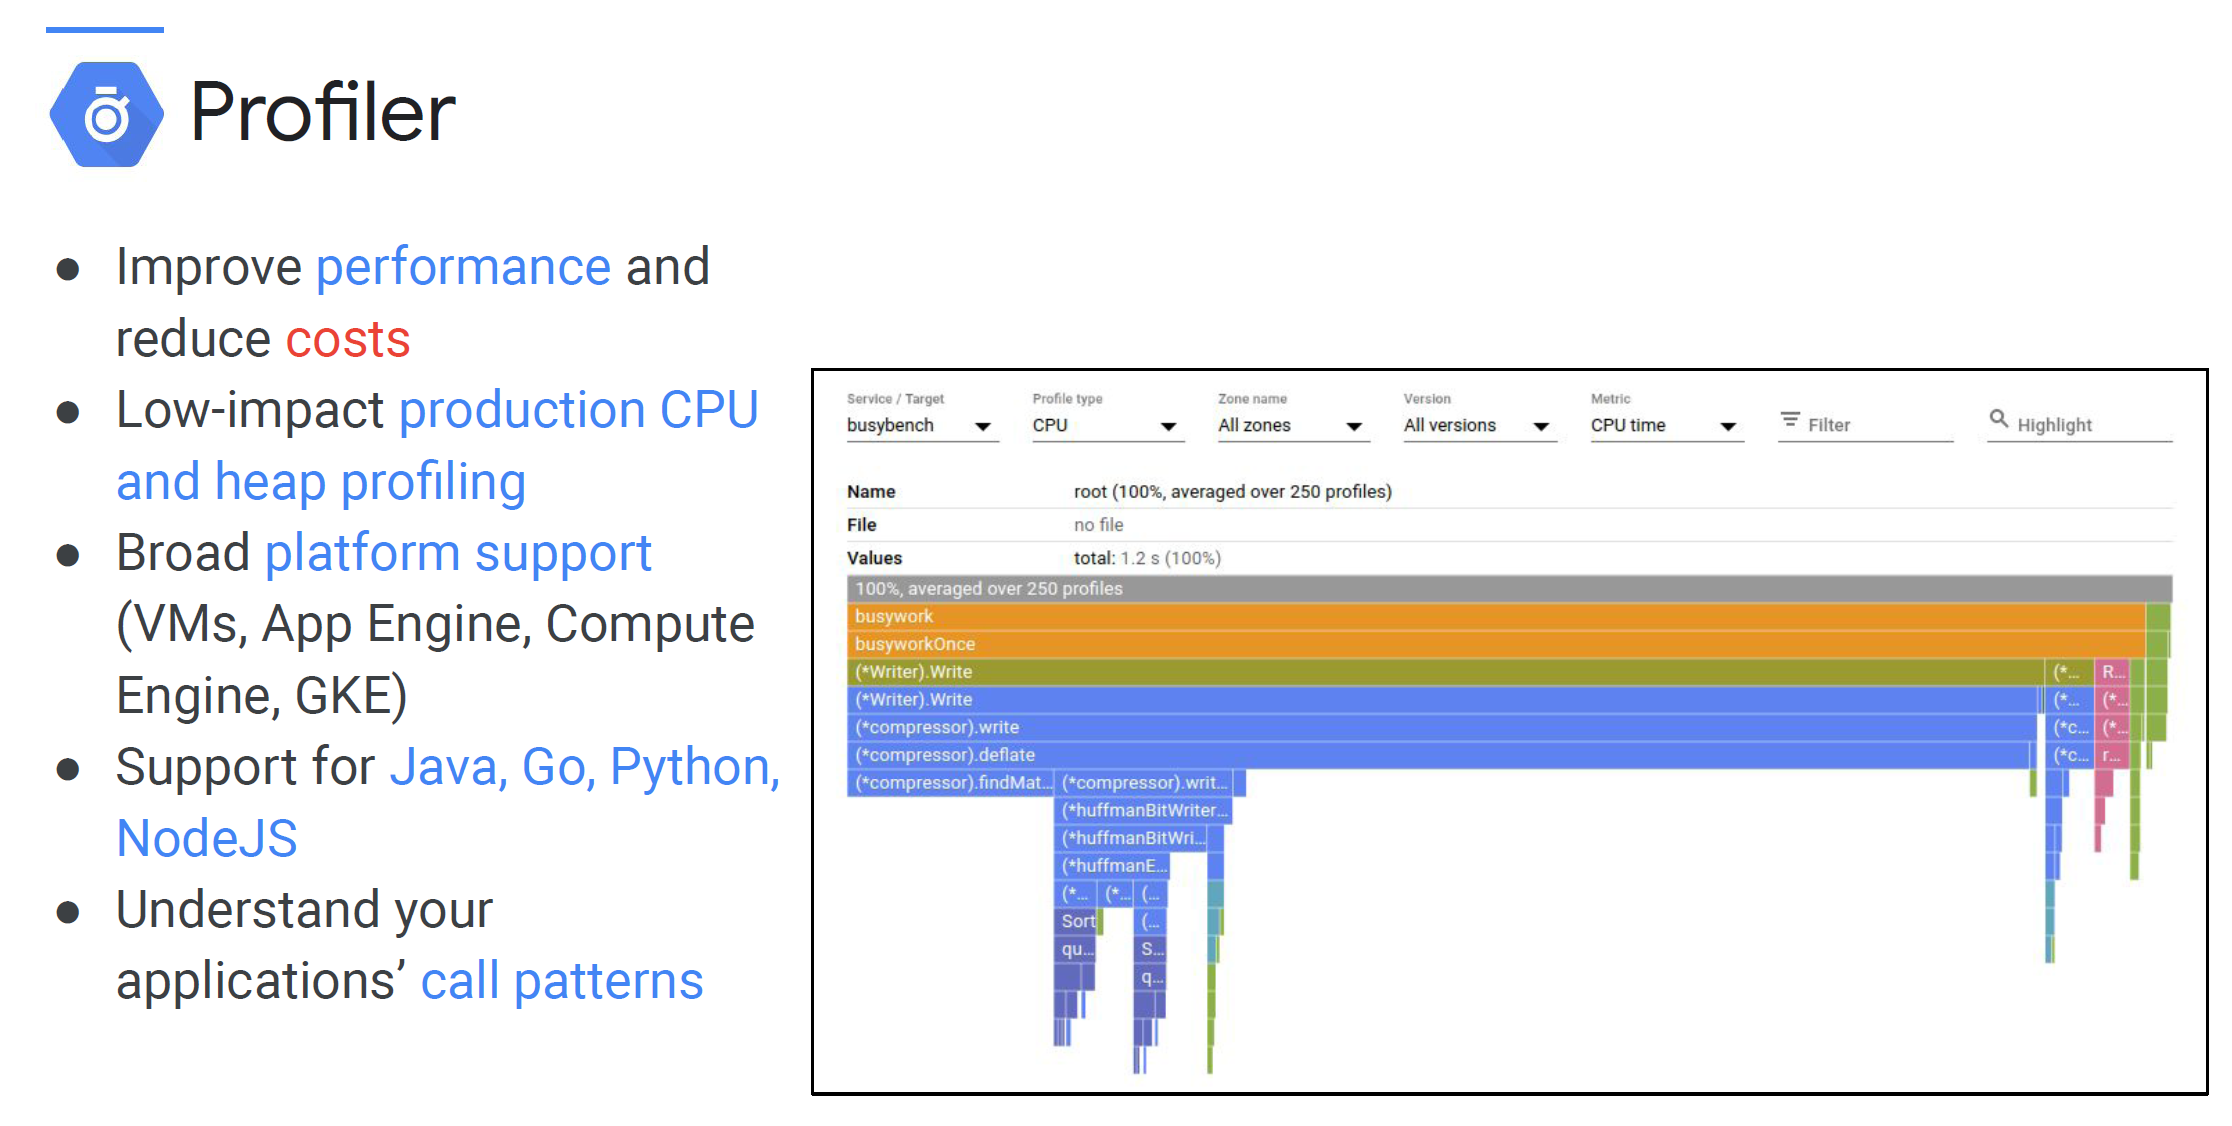 Profiler
● Improve performance and
reduce costs
● Low-impact production CPU
and heap profiling
● Broad platform support
(VMs, App Engine, Compute
Engine, GKE)
● Support for Java, Go, Python,
NodeJS
● Understand your
applications’ call patterns
Service / Target Profile type Zone name Version Metric
busybench CPU All zones All versions CPU time Filter Highlight
Name root (100%, averaged over 250 profiles)
File no file
Values total: 1.2 s (100%)
100%, averaged over 250 profiles
busywork
busyworkOnce
(*Writer).Write (*... R...
(*Writer).Write (*... (*...
(*compressor).write (*c... (*...
(*compressor).deflate (*c... r...
(*compressor).findMat... (*compressor).writ...
(*huffmanBitWriter...
(*huffmanBitWri...
(*huffmanE...
(*... (*... (...
Sort (...
qu... S...
q...